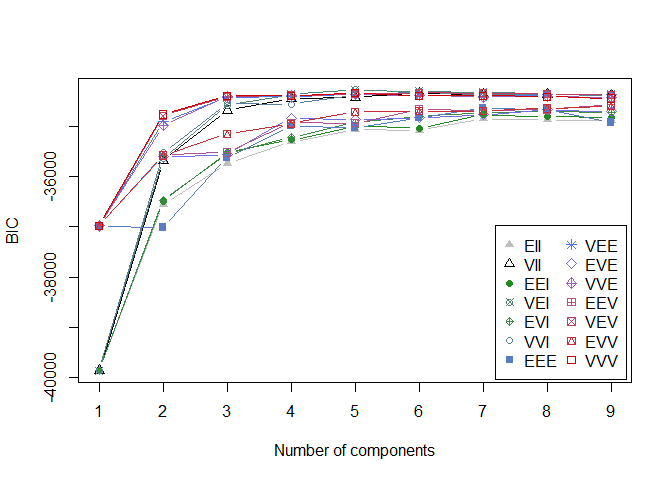 BIC
-36000
-38000
-40000
EII VEE
VII EVE
EEI VVE
VEI EEV
EVI VEV
VVI EVV
EEE VVV
1 2 3 4 5 6 7 8 9
Number of components